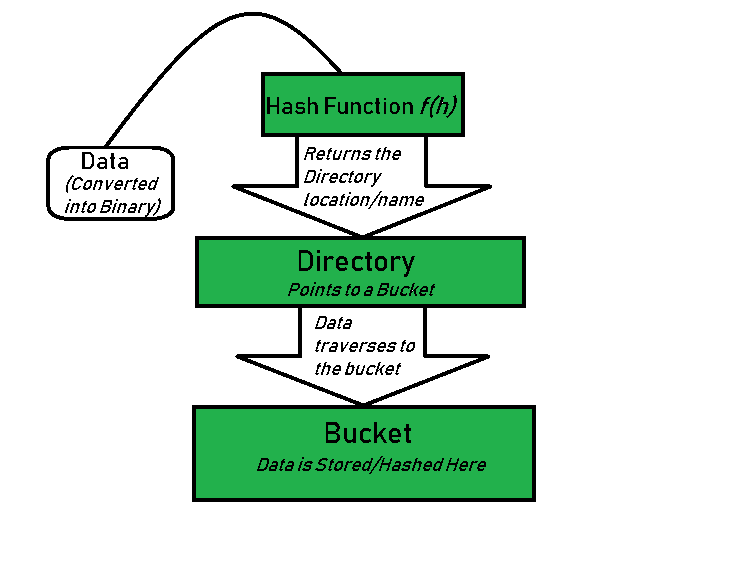 Hash Function f(h)
Data
(Converted
into Binary)
Returns the
Directory
location/name
Directory
Points to a Bucket
Data
traverses to
the bucket
Bucket
Data is Stored/Hashed Here